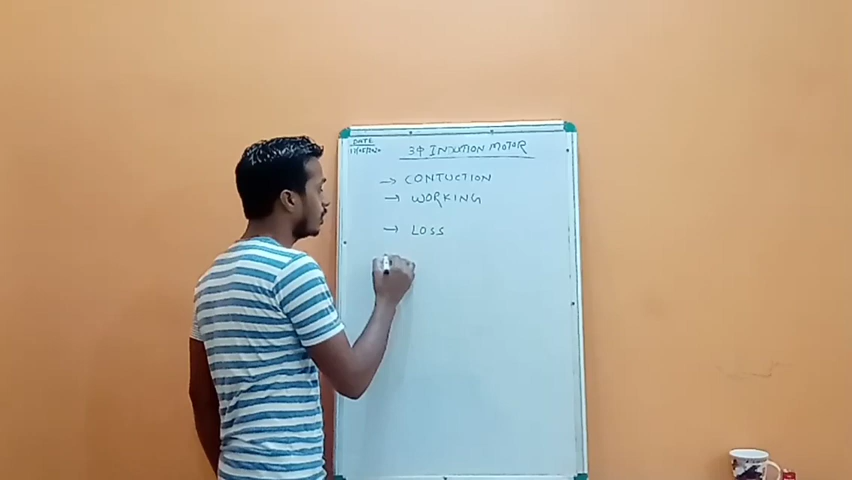 DATE
3Φ INDUTION MOTOR
→ CONTUCTION
→ WORKING
→ LOSS